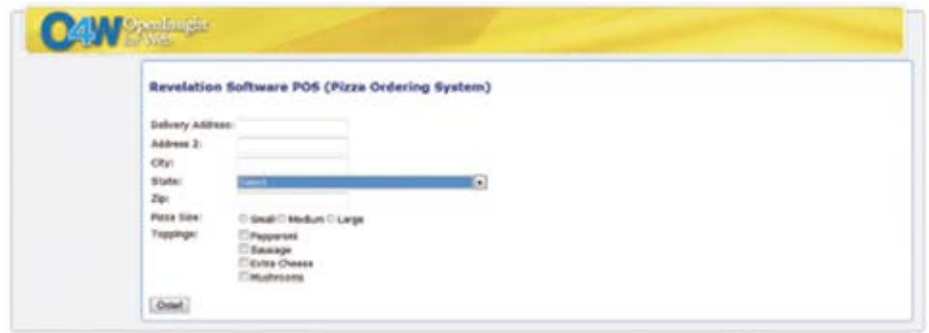 O4W OpenInsight
for Web
Revelation Software POS (Pizza Ordering System)
Delivery Address:
Address 2:
City:
State: Select
Zip:
Pizza Size: Small Medium Large
Toppings: Pepperoni
Sausage
Extra Cheese
Mushrooms
Order!